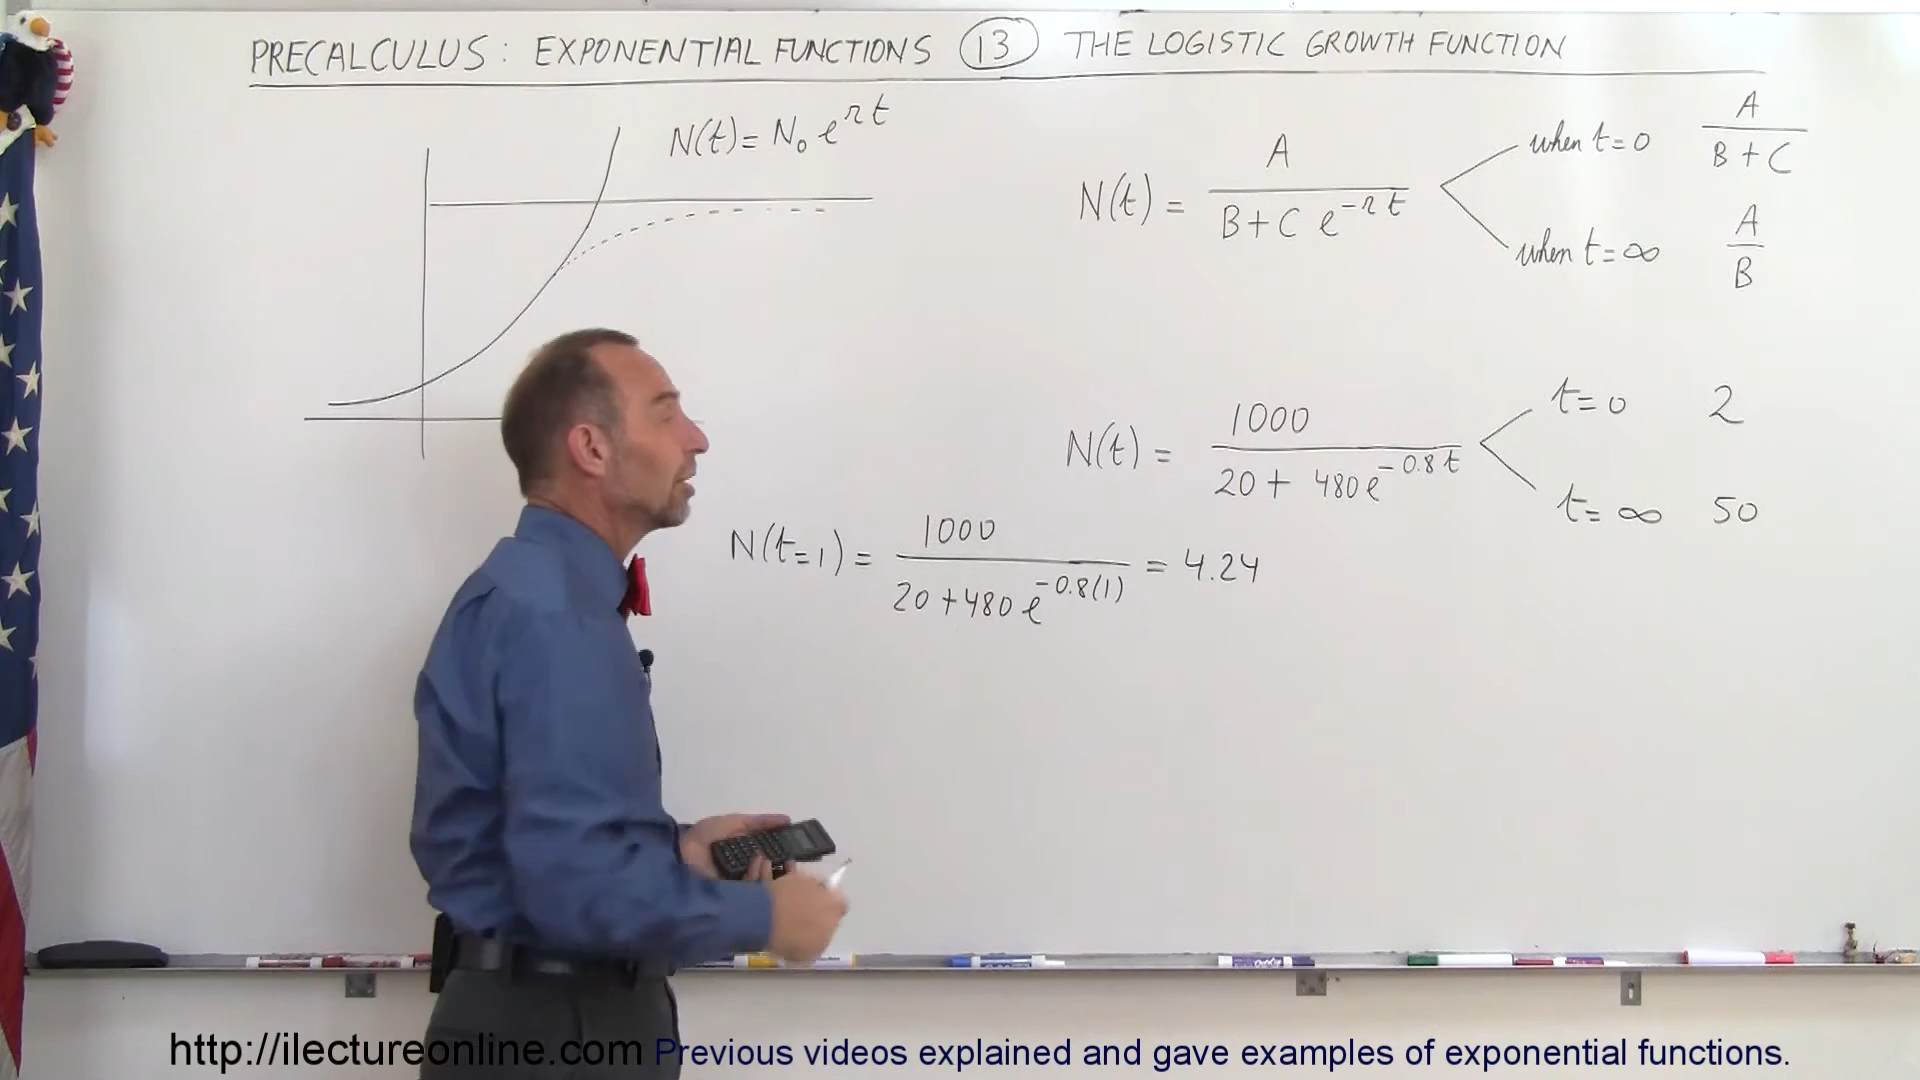 PRECALCULUS: EXPONENTIAL FUNCTIONS 13 THE LOGISTIC GROWTH FUNCTION
N(t) = N₀ e^{rt}
N(t) = A / (B + C e^{-rt})
when t = 0 A / (B + C)
when t = ∞ A / B
N(t) = 1000 / (20 + 480 e^{-0.8t})
t = 0 2
t = ∞ 50
N(t=1) = 1000 / (20 + 480 e^{-0.8(1)}) = 4.24
http://ilectureonline.com Previous videos explained and gave examples of exponential functions.